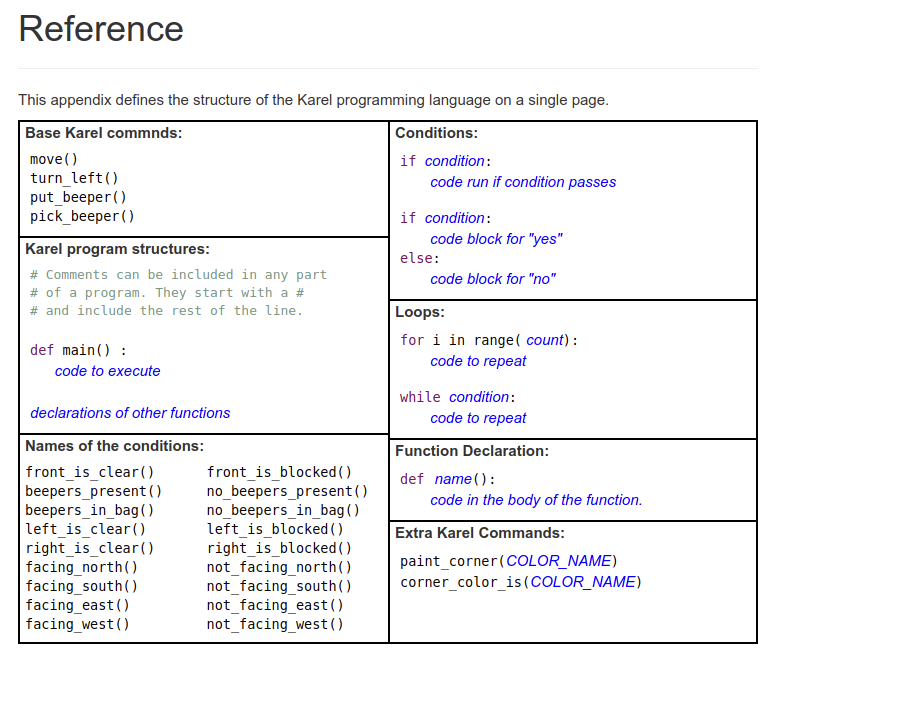 Reference
This appendix defines the structure of the Karel programming language on a single page.
Base Karel commnds:
move()
turn_left()
put_beeper()
pick_beeper()
Karel program structures:
# Comments can be included in any part
# of a program. They start with a #
# and include the rest of the line.
def main() :
code to execute
declarations of other functions
Names of the conditions:
front_is_clear() front_is_blocked()
beepers_present() no_beepers_present()
beepers_in_bag() no_beepers_in_bag()
left_is_clear() left_is_blocked()
right_is_clear() right_is_blocked()
facing_north() not_facing_north()
facing_south() not_facing_south()
facing_east() not_facing_east()
facing_west() not_facing_west()
Conditions:
if condition:
code run if condition passes
if condition:
code block for "yes"
else:
code block for "no"
Loops:
for i in range( count):
code to repeat
while condition:
code to repeat
Function Declaration:
def name():
code in the body of the function.
Extra Karel Commands:
paint_corner(COLOR_NAME)
corner_color_is(COLOR_NAME)